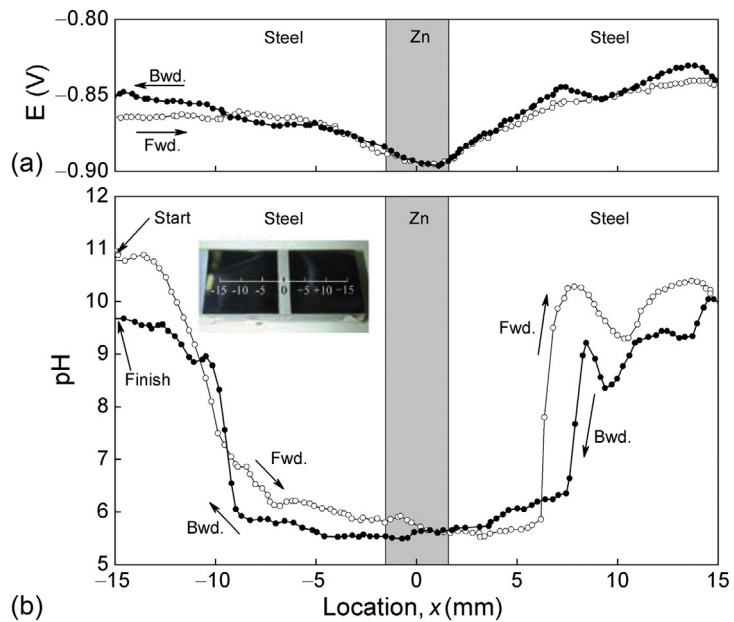 (a)
E (V)
−0.80
−0.85
−0.90
Steel
Zn
Steel
Bwd.
Fwd.
(b)
pH
12
11
10
9
8
7
6
5
Steel
Zn
Steel
Start
Finish
-15 -10 -5 0 +5 +10 +15
Fwd.
Bwd.
Fwd.
Bwd.
−15 −10 −5 0 5 10 15
Location, x (mm)